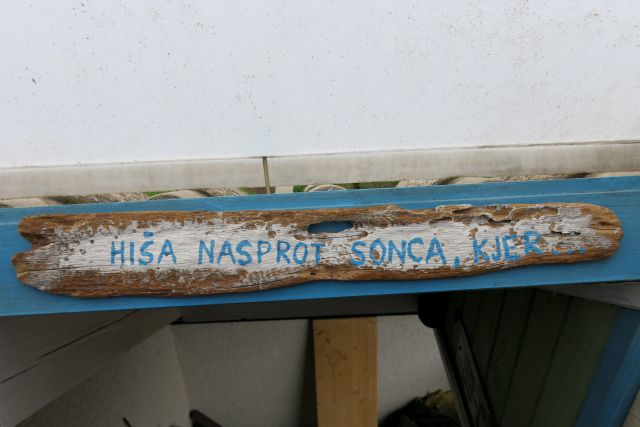 HIŠA NASPROT SONCA, KJER...